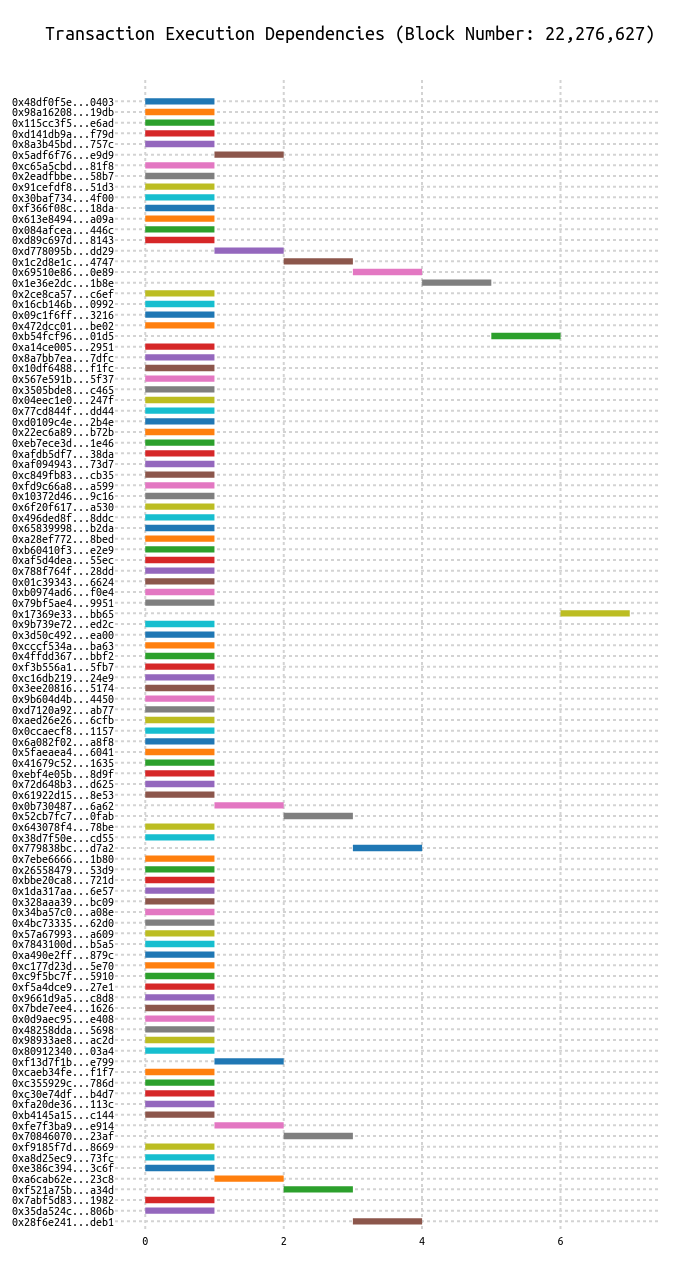 Transaction Execution Dependencies (Block Number: 22,276,627)
0x48df0f5e...0403
0x98a16208...19db
0x115cc3f5...e6ad
0xd141db9a...f79d
0x8a3b45bd...757c
0x5adf6f76...e9d9
0xc65a5cbd...81f8
0x2eadfbbe...58b7
0x91cefdf8...51d3
0x30baf734...4f00
0xf366f08c...18da
0x613e8494...a09a
0x084afcea...446c
0xd89c697d...8143
0xd778095b...dd29
0x1c2d8e1c...4747
0x69510e86...0e89
0x1e36e2dc...1b8e
0x2ce8ca57...c6ef
0x16cb146b...0992
0x09c1f6ff...3216
0x472dcc01...be02
0xb54fcf96...01d5
0xa14ce005...2951
0x8a7bb7ea...7dfc
0x10df6488...f1fc
0x567e591b...5f37
0x3505bde8...c465
0x04eec1e0...247f
0x77cd844f...dd44
0xd0109c4e...2b4e
0x22ec6a89...b72b
0xeb7ece3d...1e46
0xafdb5df7...38da
0xaf094943...73d7
0xc849fb83...cb35
0xfd9c66a8...a599
0x10372d46...9c16
0x6f20f617...a530
0x496ded8f...8ddc
0x65839998...b2da
0xa28ef772...8bed
0xb60410f3...e2e9
0xaf5d4dea...55ec
0x788f764f...28dd
0x01c39343...6624
0xb0974ad6...f0e4
0x79bf5ae4...9951
0x17369e33...bb65
0x9b739e72...ed2c
0x3d50c492...ea00
0xcccf534a...ba63
0x4ffdd367...bbf2
0xf3b556a1...5fb7
0xc16db219...24e9
0x3ee20816...5174
0x9b604d4b...4450
0xd7120a92...ab77
0xaed26e26...6cfb
0x0ccaecf8...1157
0x6a082f02...a8f8
0x5faeaea4...6041
0x41679c52...1635
0xebf4e05b...8d9f
0x72d648b3...d625
0x61922d15...8e53
0x0b730487...6a62
0x52cb7fc7...0fab
0x643078f4...78be
0x38d7f50e...cd55
0x779838bc...d7a2
0x7ebe6666...1b80
0x26558479...53d9
0xbbe20ca8...721d
0x1da317aa...6e57
0x328aaa39...bc09
0x34ba57c0...a08e
0x4bc73335...62d0
0x57a67993...a609
0x7843100d...b5a5
0xa490e2ff...879c
0xc177d23d...5e70
0xc9f5bc7f...5910
0xf5a4dce9...27e1
0x9661d9a5...c8d8
0x7bde7ee4...1626
0x0d9aec95...e408
0x48258dda...5698
0x98933ae8...ac2d
0x80912340...03a4
0xf13d7f1b...e799
0xcaeb34fe...f1f7
0xc355929c...786d
0xc30e74df...b4d7
0xfa20de36...113c
0xb4145a15...c144
0xfe7f3ba9...e914
0x70846070...23af
0xf9185f7d...8669
0xa8d25ec9...73fc
0xe386c394...3c6f
0xa6cab62e...23c8
0xf521a75b...a34d
0x7abf5d83...1982
0x35da524c...806b
0x28f6e241...deb1
0 2 4 6